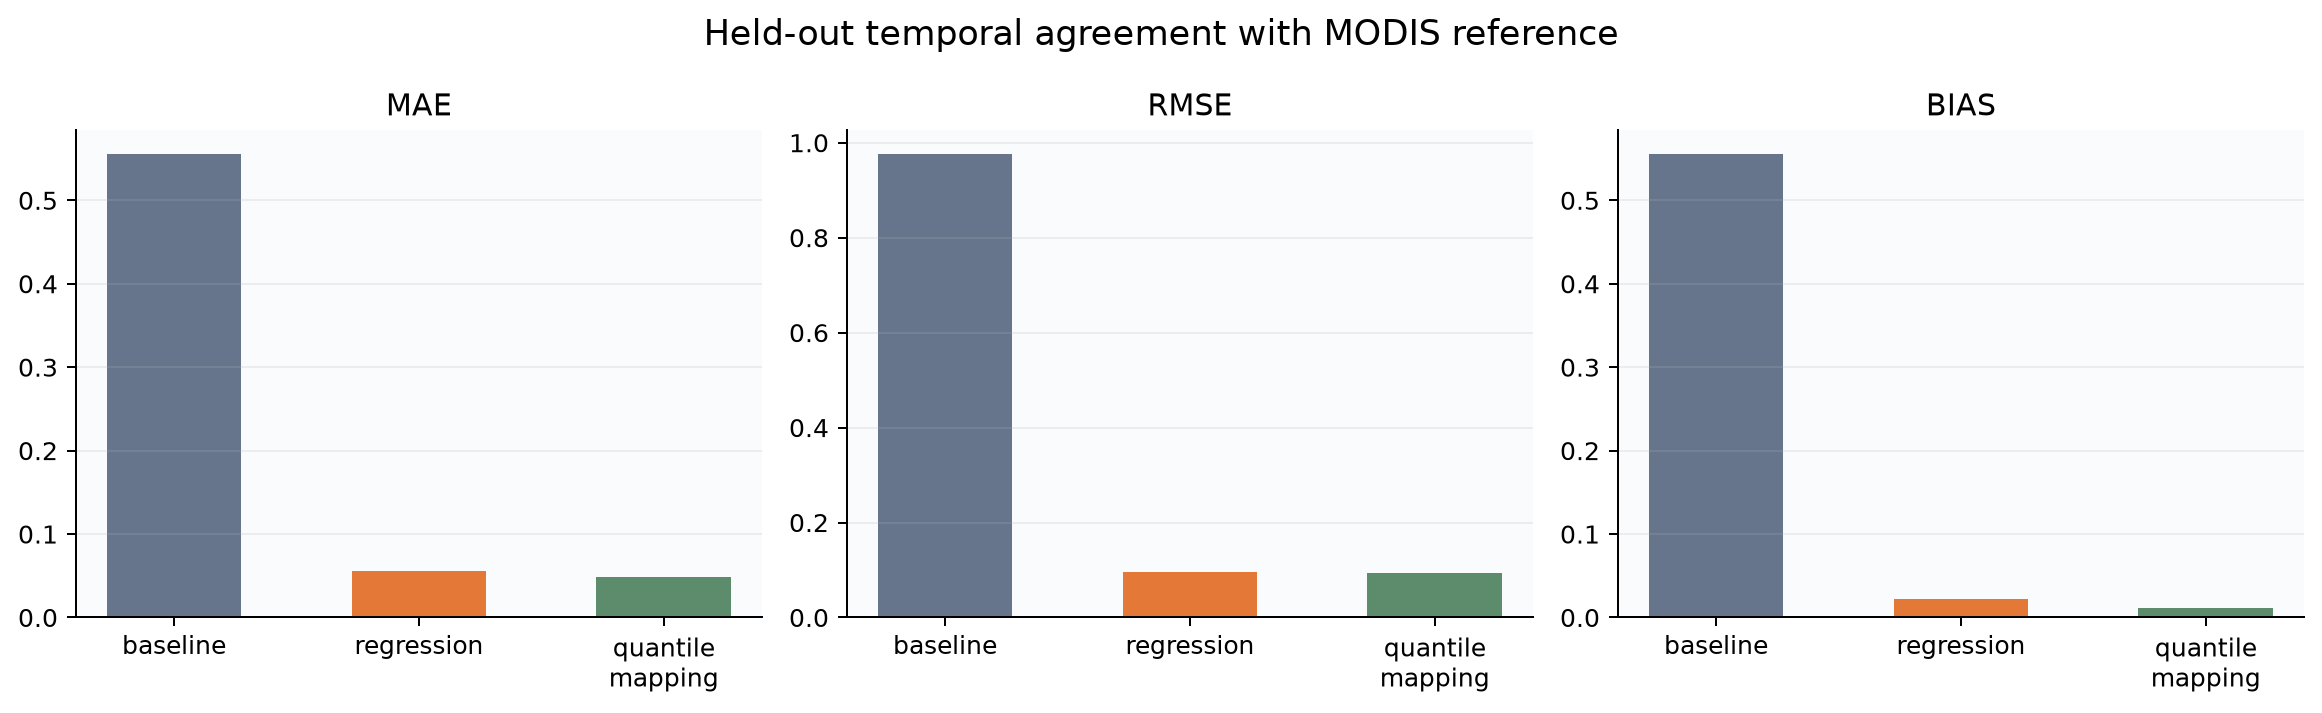 Held-out temporal agreement with MODIS reference
MAE
0.5
0.4
0.3
0.2
0.1
0.0
baseline
regression
quantile
mapping
RMSE
1.0
0.8
0.6
0.4
0.2
0.0
baseline
regression
quantile
mapping
BIAS
0.5
0.4
0.3
0.2
0.1
0.0
baseline
regression
quantile
mapping